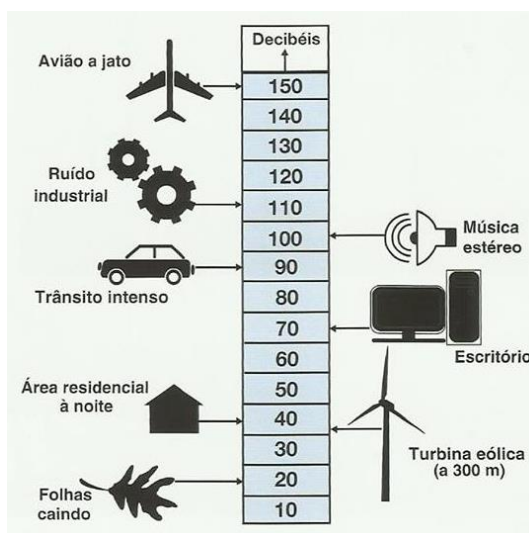 Decibéis
Avião a jato
150
140
130
Ruído
industrial
120
110
100
Música
estéreo
90
Trânsito intenso
80
70
Escritório
60
50
Área residencial
à noite
40
30
Turbina eólica
(a 300 m)
20
Folhas
caindo
10